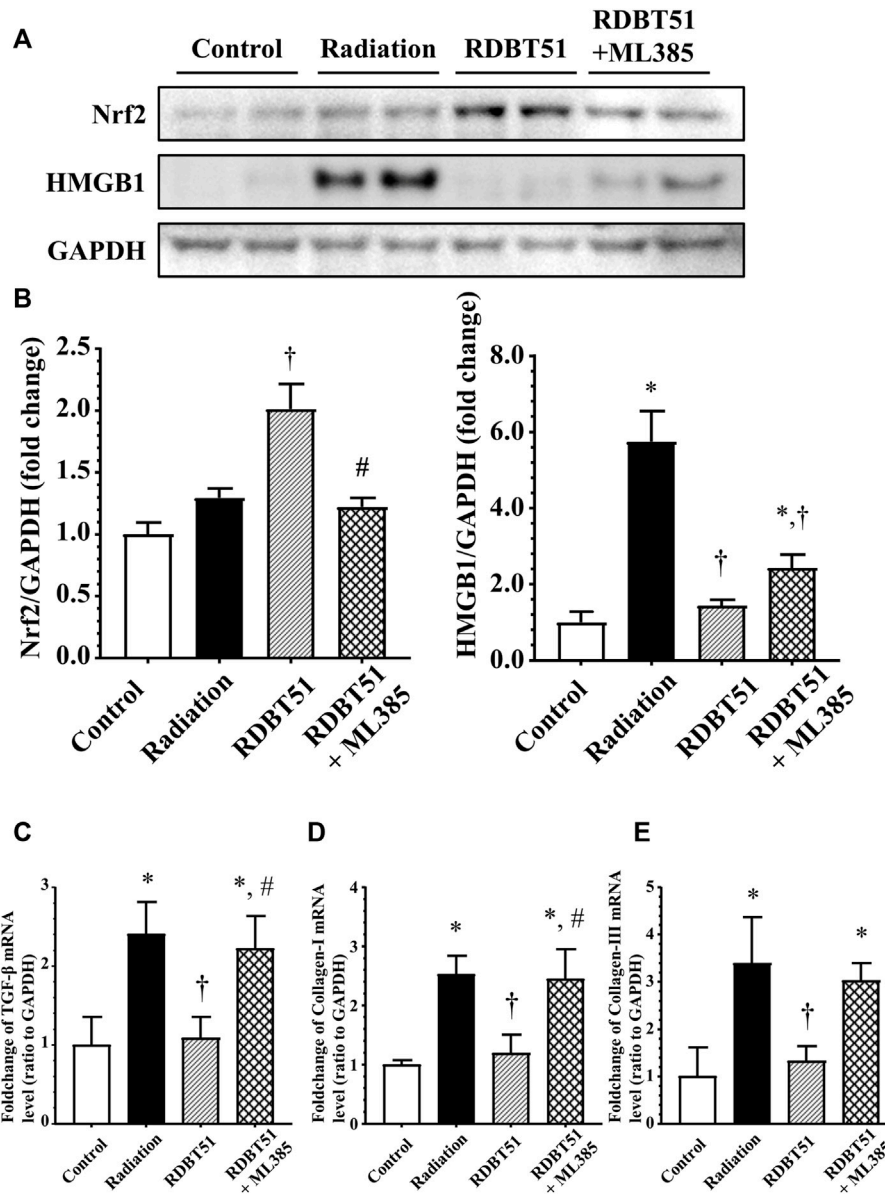 A
Control Radiation RDBT51 RDBT51
+ML385
Nrf2
HMGB1
GAPDH
B
Nrf2/GAPDH (fold change)
2.5
2.0
1.5
1.0
0.5
0.0
†
#
Control
Radiation
RDBT51
RDBT51
+ ML385
HMGB1/GAPDH (fold change)
8.0
6.0
4.0
2.0
0.0
*
†
*,†
Control
Radiation
RDBT51
RDBT51
+ ML385
C
Foldchange of TGF-β mRNA
level (ratio to GAPDH)
3
2
1
0
*
†
*, #
Control
Radiation
RDBT51
RDBT51
+ ML385
D
Foldchange of Collagen-I mRNA
level (ratio to GAPDH)
4
3
2
1
0
*
†
*, #
Control
Radiation
RDBT51
RDBT51
+ ML385
E
Foldchange of Collagen-III mRNA
level (ratio to GAPDH)
5
4
3
2
1
0
*
†
*
Control
Radiation
RDBT51
RDBT51
+ ML385